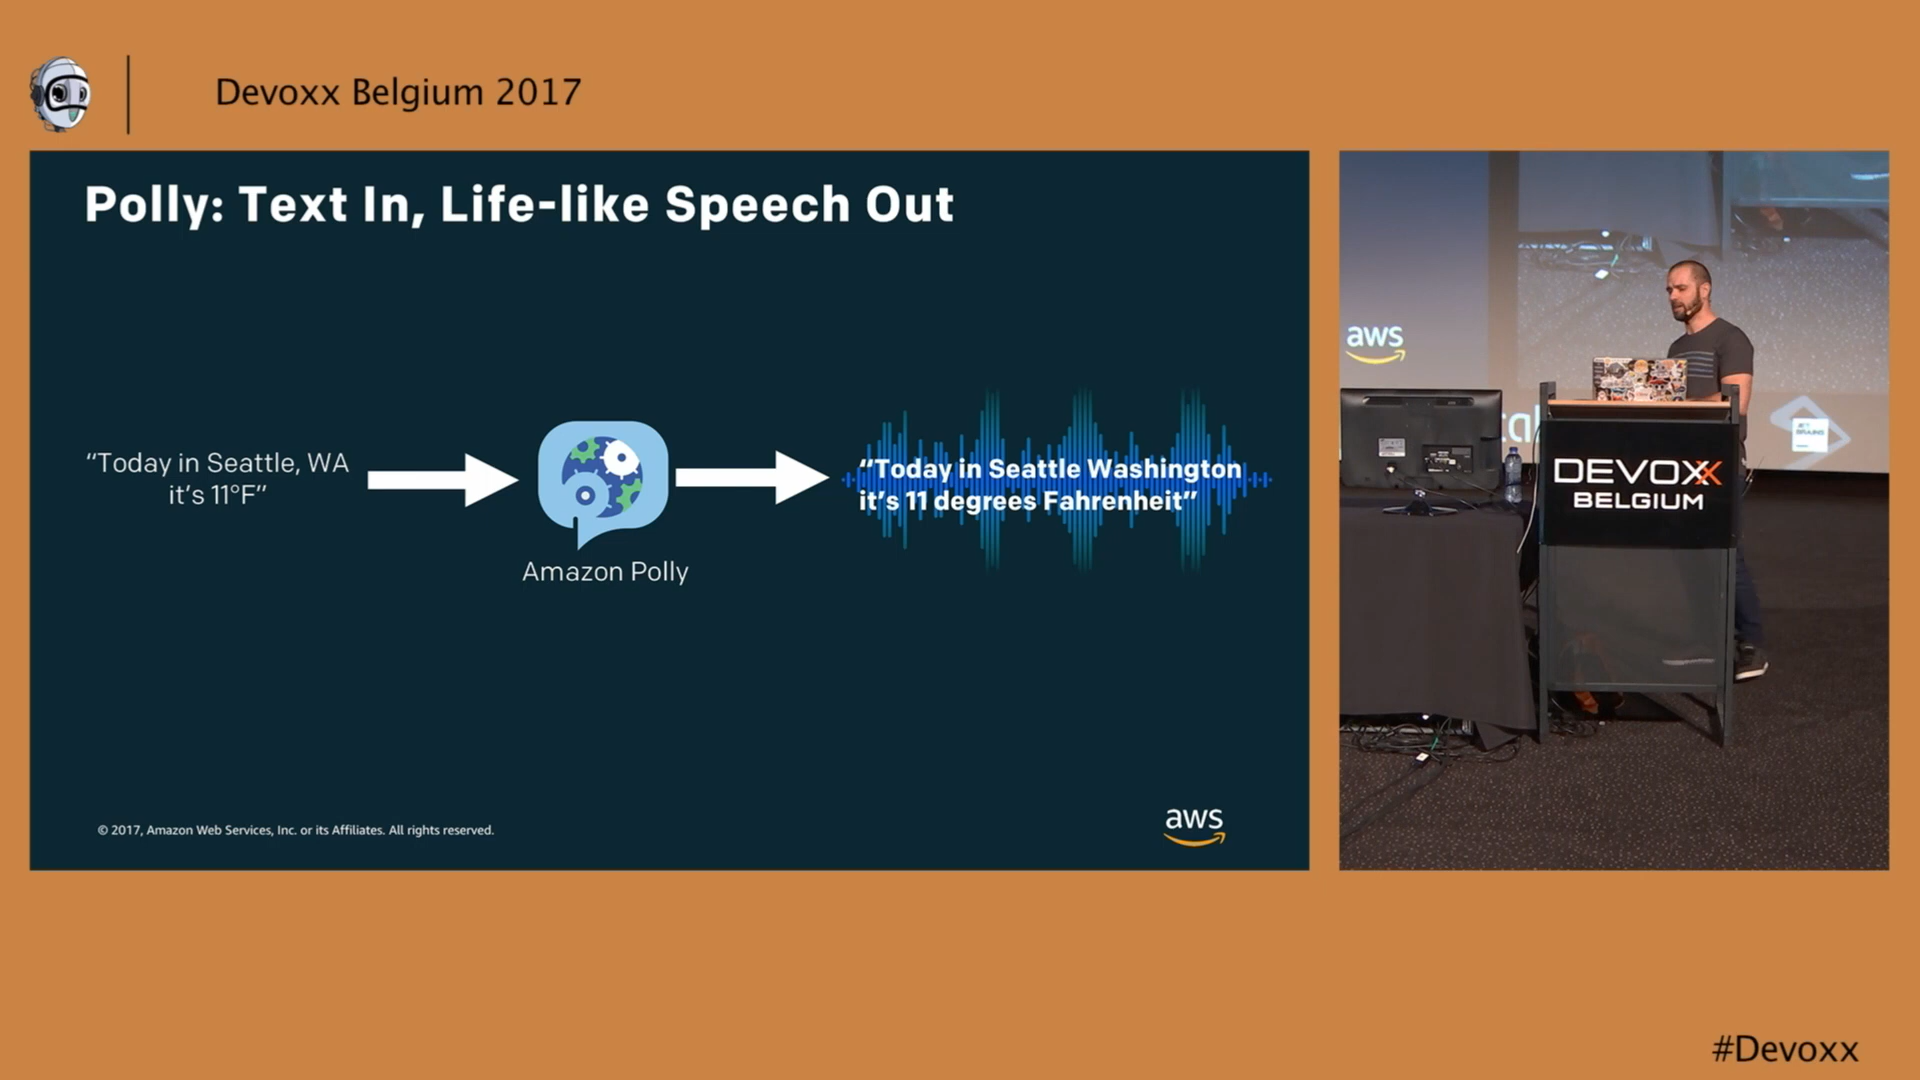 Devoxx Belgium 2017
Polly: Text In, Life-like Speech Out
“Today in Seattle, WA
it’s 11°F”
Amazon Polly
“Today in Seattle Washington
it’s 11 degrees Fahrenheit”
© 2017, Amazon Web Services, Inc. or its Affiliates. All rights reserved.
aws
aws
DEVOXX
BELGIUM
#Devoxx